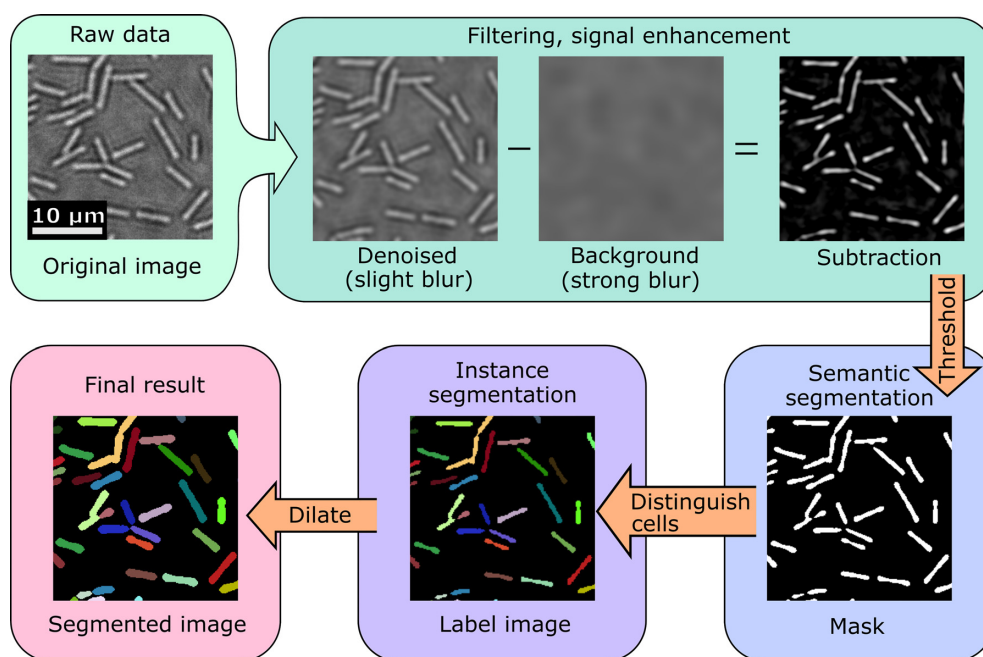 Raw data
10 µm
Original image
Filtering, signal enhancement
Denoised
(slight blur)
−
Background
(strong blur)
=
Subtraction
Threshold
Semantic
segmentation
Mask
Distinguish
cells
Instance
segmentation
Label image
Dilate
Final result
Segmented image